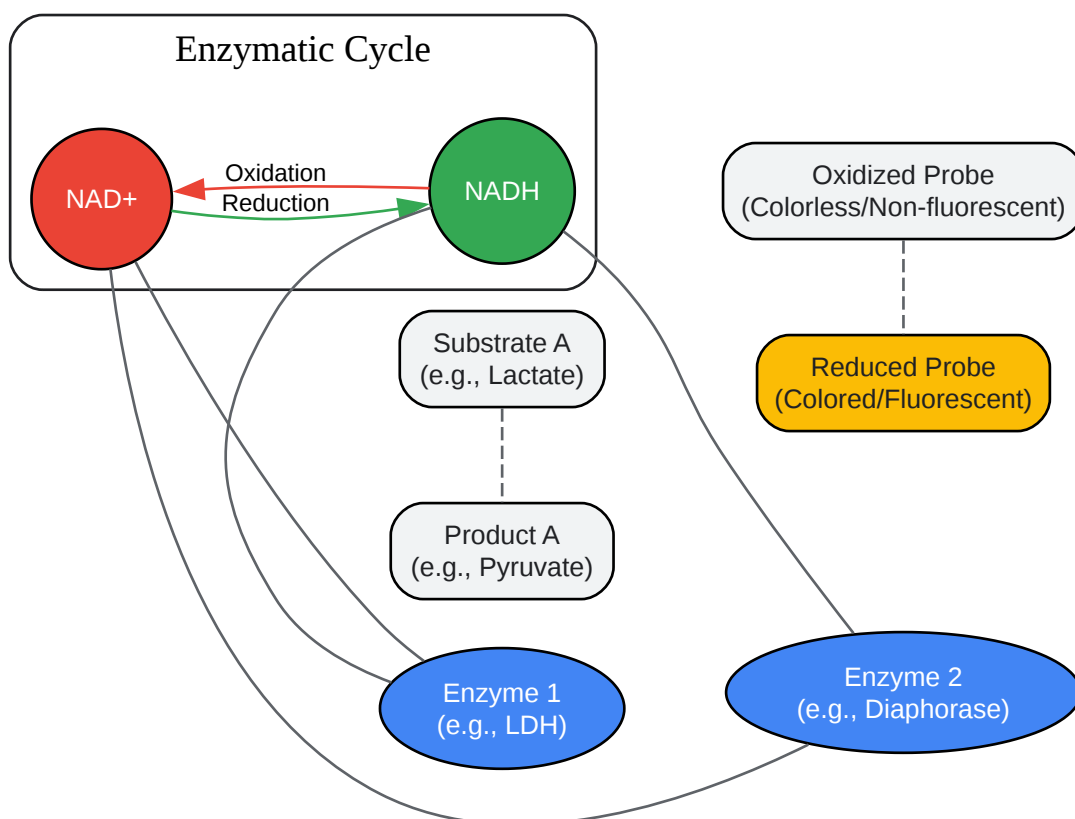 Enzymatic Cycle
NAD+
Oxidation
Reduction
NADH
Oxidized Probe
(Colorless/Non-fluorescent)
Substrate A
(e.g., Lactate)
Reduced Probe
(Colored/Fluorescent)
Product A
(e.g., Pyruvate)
Enzyme 1
(e.g., LDH)
Enzyme 2
(e.g., Diaphorase)